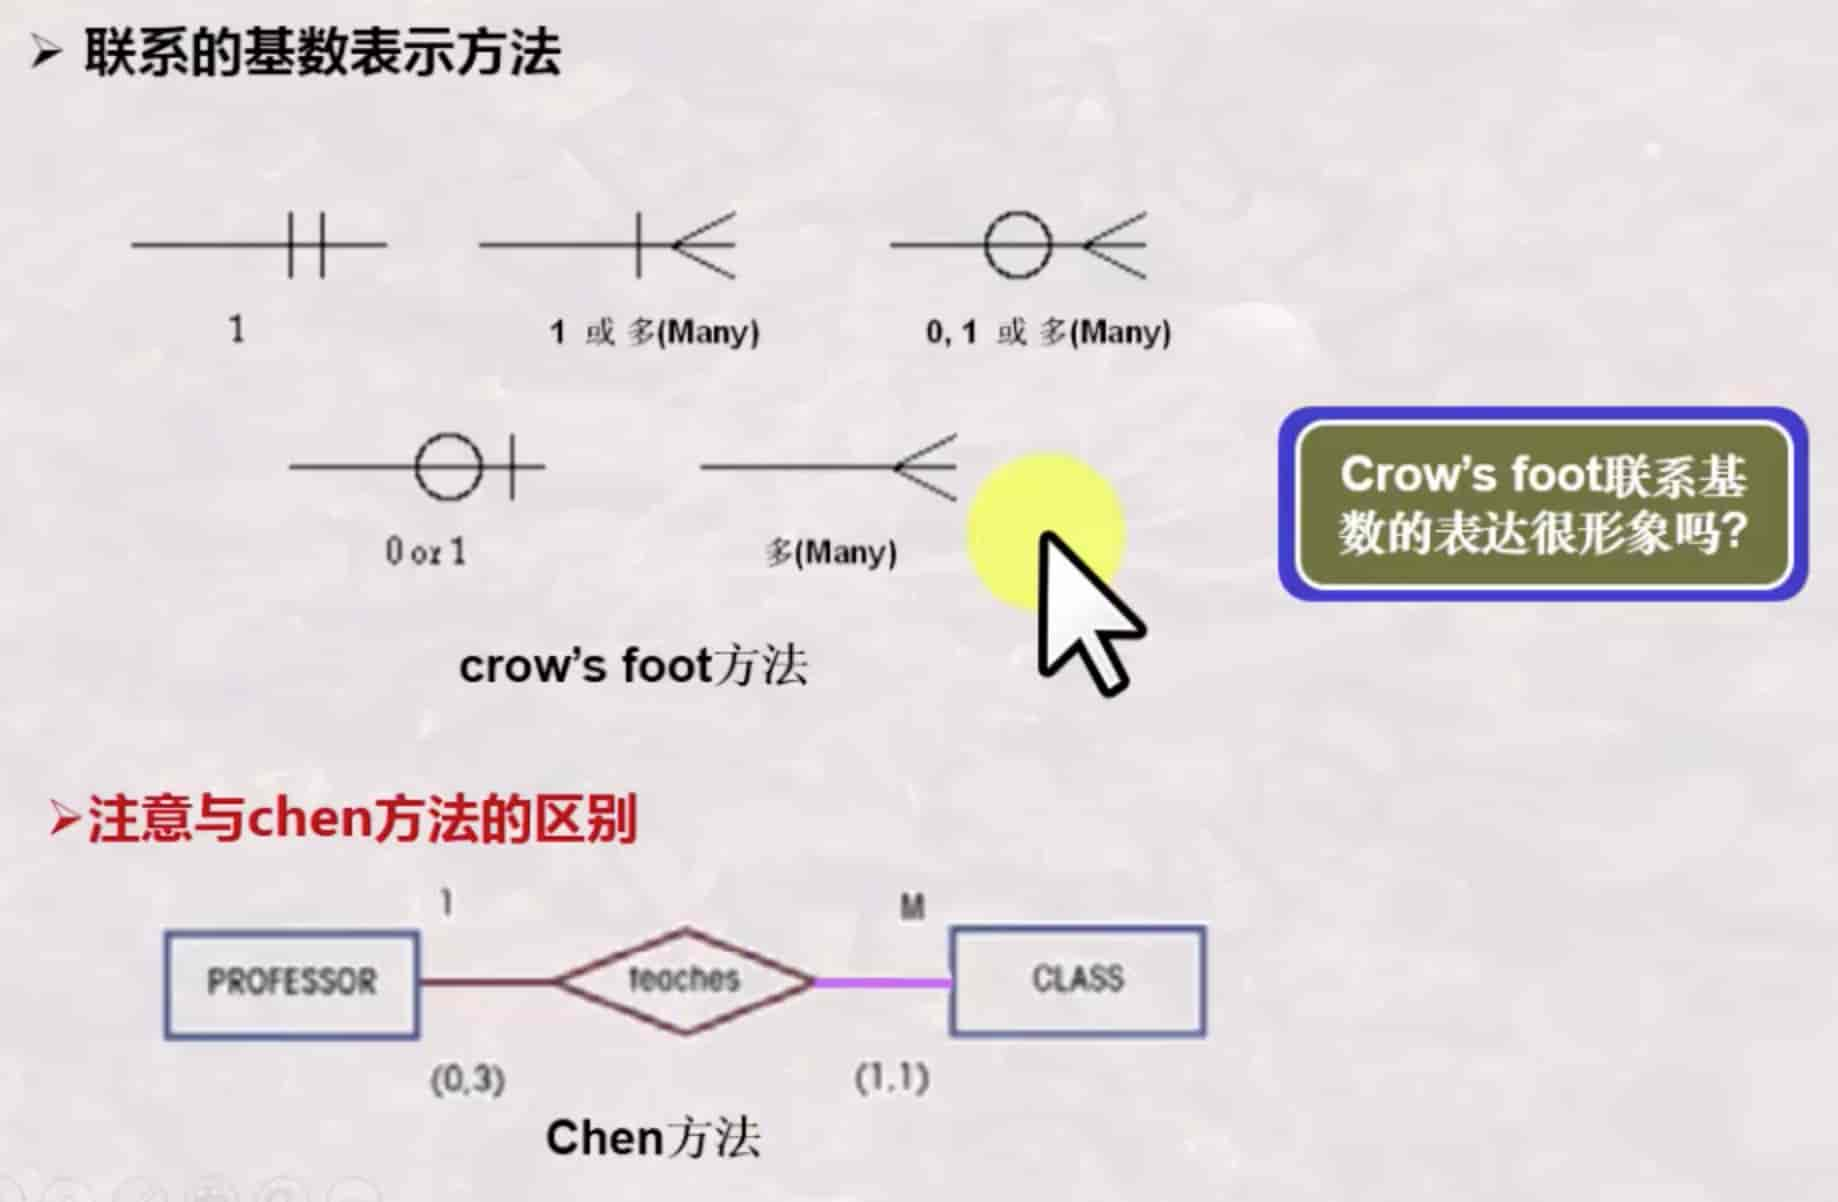 联系的基数表示方法
1
1 或 多(Many)
0, 1 或 多(Many)
0 or 1
多(Many)
Crow's foot联系基
数的表达很形象吗?
crow's foot方法
注意与chen方法的区别
1
M
PROFESSOR
teaches
CLASS
(0,3)
(1,1)
Chen方法